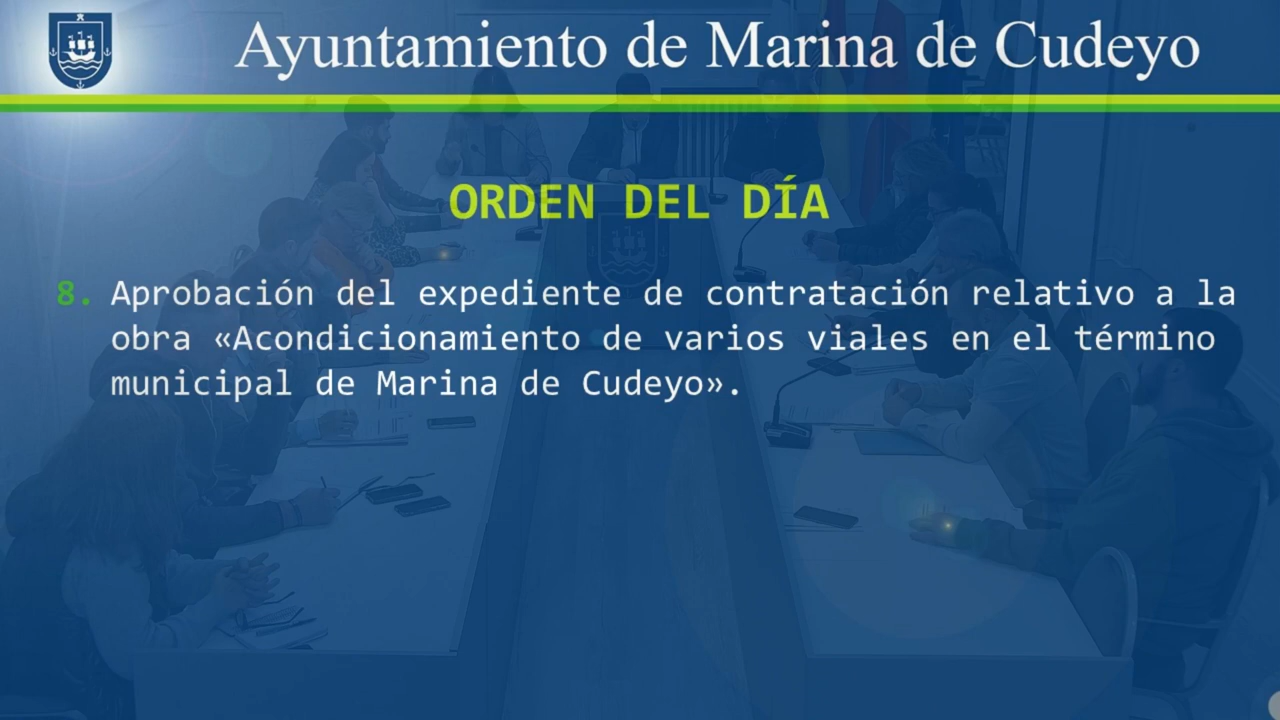 Ayuntamiento de Marina de Cudeyo
ORDEN DEL DÍA
8. Aprobación del expediente de contratación relativo a la
obra «Acondicionamiento de varios viales en el término
municipal de Marina de Cudeyo».